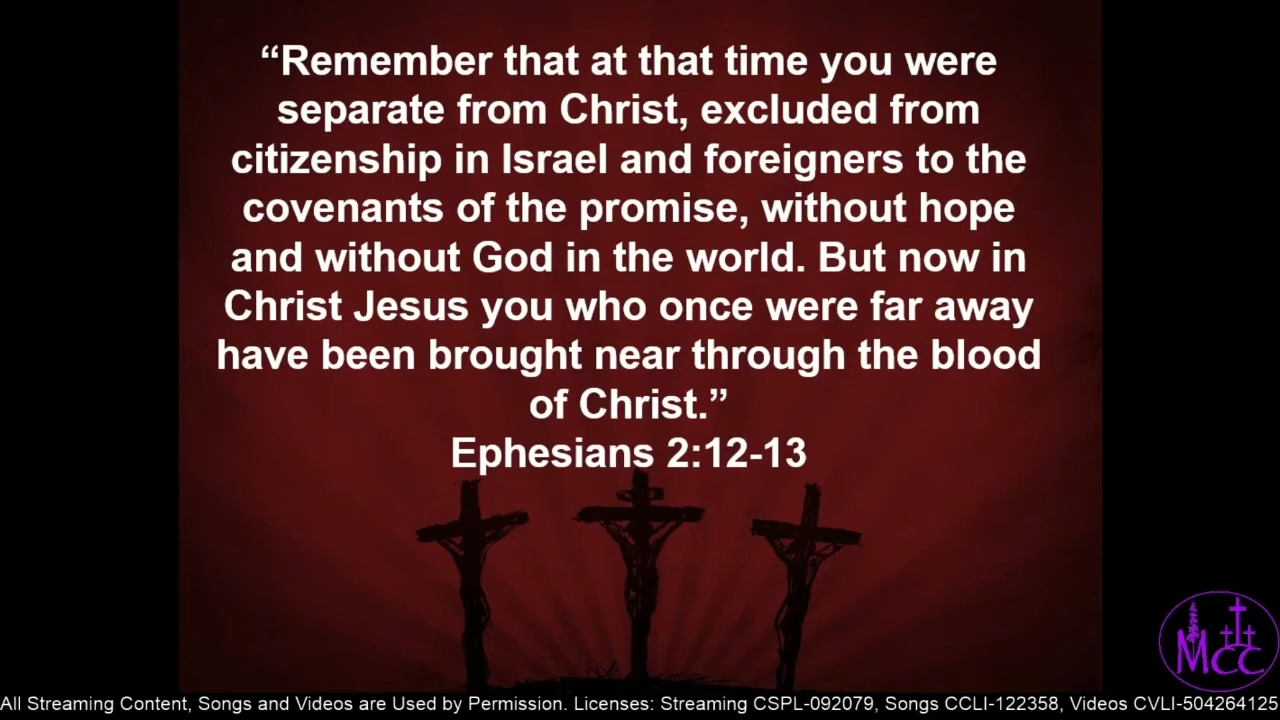 “Remember that at that time you were
separate from Christ, excluded from
citizenship in Israel and foreigners to the
covenants of the promise, without hope
and without God in the world. But now in
Christ Jesus you who once were far away
have been brought near through the blood
of Christ.”
Ephesians 2:12-13
MCC
All Streaming Content, Songs and Videos are Used by Permission. Licenses: Streaming CSPL-092079, Songs CCLI-122358, Videos CVLI-504264125